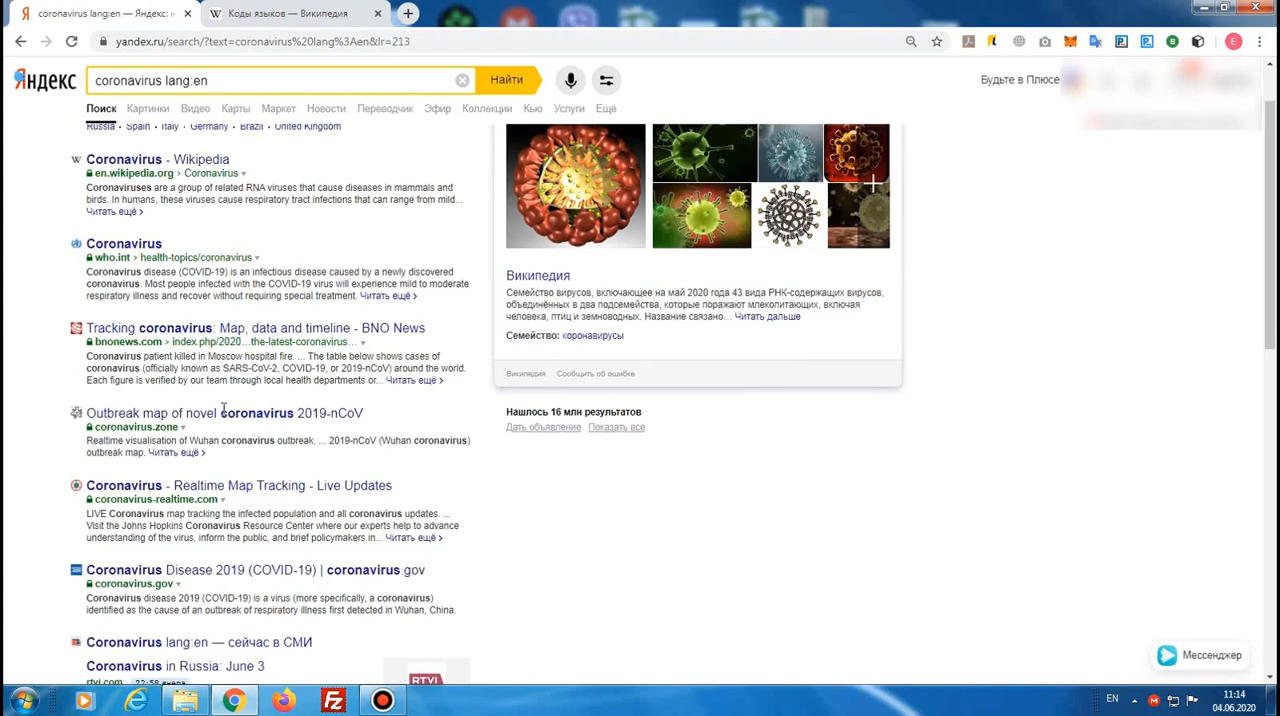 coronavirus lang:en — Яндекс: н
Коды языков — Википедия
yandex.ru/search/?text=coronavirus%20lang%3Aen&lr=213
Яндекс
coronavirus lang:en
Найти
Будьте в Плюсе
Поиск Картинки Видео Карты Маркет Новости Переводчик Эфир Коллекции Кью Услуги Ещё
Russia • Spain • Italy • Germany • Brazil • United Kingdom
Coronavirus - Wikipedia
en.wikipedia.org › Coronavirus
Coronaviruses are a group of related RNA viruses that cause diseases in mammals and
birds. In humans, these viruses cause respiratory tract infections that can range from mild...
Читать ещё >
Coronavirus
who.int › health-topics/coronavirus
Coronavirus disease (COVID-19) is an infectious disease caused by a newly discovered
coronavirus. Most people infected with the COVID-19 virus will experience mild to moderate
respiratory illness and recover without requiring special treatment. Читать ещё >
Tracking coronavirus: Map, data and timeline - BNO News
bnonews.com › index.php/2020...the-latest-coronavirus...
Coronavirus patient killed in Moscow hospital fire. ... The table below shows cases of
coronavirus (officially known as SARS-CoV-2, COVID-19, or 2019-nCoV) around the world.
Each figure is verified by our team through local health departments or... Читать ещё >
Outbreak map of novel coronavirus 2019-nCoV
coronavirus.zone
Realtime visualisation of Wuhan coronavirus outbreak. ... 2019-nCoV (Wuhan coronavirus)
outbreak map. Читать ещё >
Coronavirus - Realtime Map Tracking - Live Updates
coronavirus-realtime.com
LIVE Coronavirus map tracking the infected population and all coronavirus updates. ...
Visit the Johns Hopkins Coronavirus Resource Center where our experts help to advance
understanding of the virus, inform the public, and brief policymakers in... Читать ещё >
Coronavirus Disease 2019 (COVID-19) | coronavirus.gov
coronavirus.gov
Coronavirus disease 2019 (COVID-19) is a virus (more specifically, a coronavirus)
identified as the cause of an outbreak of respiratory illness first detected in Wuhan, China.
Coronavirus lang:en — сейчас в СМИ
Coronavirus in Russia: June 3
rtvi.com 22:58 вчера
RTVI
Википедия
Семейство вирусов, включающее на май 2020 года 43 вида РНК-содержащих вирусов,
объединённых в два подсемейства, которые поражают млекопитающих, включая
человека, птиц и земноводных. Название связано... Читать дальше
Семейство: коронавирусы
Википедия Сообщить об ошибке
Нашлось 16 млн результатов
Дать объявление Показать все
Мессенджер
EN
11:14
04.06.2020